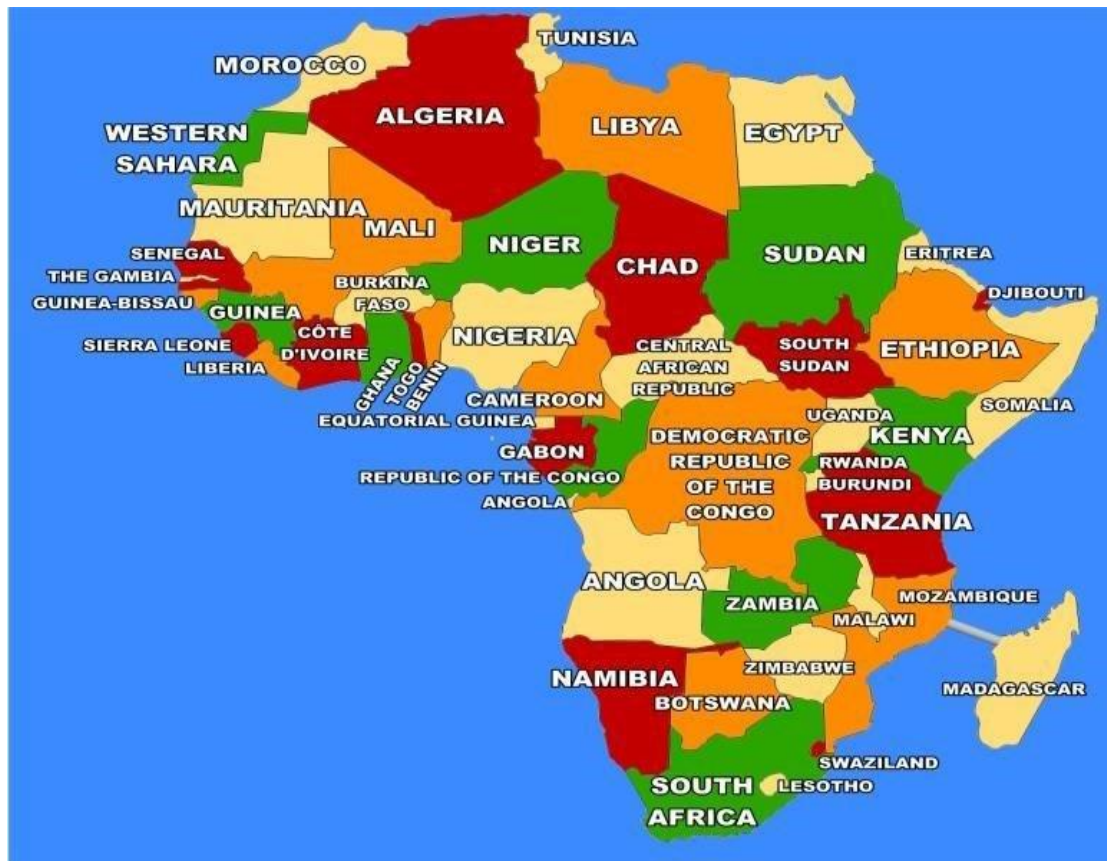 TUNISIA
MOROCCO
ALGERIA
LIBYA
EGYPT
WESTERN
SAHARA
MAURITANIA
MALI
NIGER
CHAD
SUDAN
ERITREA
SENEGAL
THE GAMBIA
GUINEA-BISSAU
BURKINA
FASO
DJIBOUTI
GUINEA
CÔTE
D'IVOIRE
NIGERIA
SIERRA LEONE
LIBERIA
GHANA
TOGO
BENIN
CENTRAL
AFRICAN
REPUBLIC
SOUTH
SUDAN
ETHIOPIA
CAMEROON
SOMALIA
EQUATORIAL GUINEA
UGANDA
KENYA
GABON
DEMOCRATIC
REPUBLIC
OF THE
CONGO
REPUBLIC OF THE CONGO
RWANDA
BURUNDI
ANGOLA
TANZANIA
ANGOLA
ZAMBIA
MOZAMBIQUE
MALAWI
NAMIBIA
ZIMBABWE
BOTSWANA
MADAGASCAR
SWAZILAND
SOUTH
AFRICA
LESOTHO